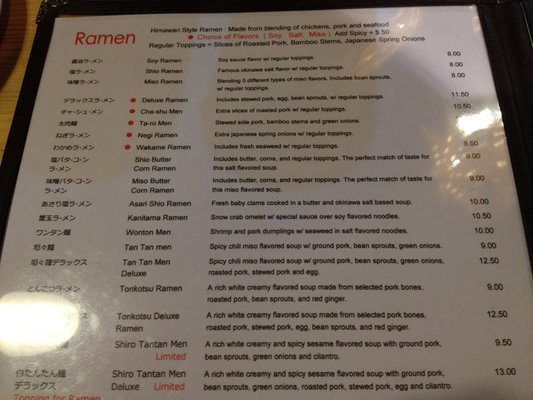 Ramen
Himawari Style Ramen Made from blending of chickens, pork and seafood
● Choice of Flavors ( Soy, Salt, Miso ) Add Spicy + $.50
Regular Toppings = Slices of Roasted Pork, Bamboo Stems, Japanese Spring Onions
醤油ラーメン Soy Ramen Soy sauce flavor w/ regular toppings. 8.00
塩ラーメン Shio Ramen Famous okinawa salt flavor w/ regular toppings. 8.00
味噌ラーメン Miso Ramen Blending 5 different types of miso flavors. Includes bean sprouts, 8.00
w/ regular toppings.
デラックスラーメン ● Deluxe Ramen Includes stewed pork, egg, bean sprouts, w/ regular toppings. 11.50
チャーシューメン ● Cha-shu Men Extra slices of roasted pork w/ regular toppings. 10.50
太肉麺 ● Ta-ro Men Stewed side pork, bamboo stems and green onions.
ねぎラーメン ● Negi Ramen Extra japanese spring onions w/ regular toppings.
わかめラーメン ● Wakame Ramen Includes fresh seaweed w/ regular toppings. 8.50
塩バタ-コーン Shio Butter Includes butter, corns, and regular toppings. The perfect match of taste for 9.00
ラーメン Corn Ramen this salt flavored soup.
味噌バタ-コーン Miso Butter Includes butter, corns, and regular toppings. The perfect match of taste for 9.00
ラーメン Corn Ramen this miso flavored soup.
あさり塩ラーメン Asari Shio Ramen Fresh baby clams cooked in a butter and okinawa salt based soup. 10.00
蟹玉ラーメン Kanitama Ramen Snow crab omelet w/ special sauce over soy flavored noodles. 10.50
ワンタン麺 Wonton Men Shrimp and pork dumplings w/ seaweed in salt flavored noodles. 10.00
坦々麺 Tan Tan men Spicy chili miso flavored soup w/ ground pork, bean sprouts, green onions. 9.00
坦々麺デラックス Tan Tan Men Spicy chili miso flavored soup w/ ground pork, bean sprouts, green onions, 12.50
Deluxe roasted pork, stewed pork and egg.
とんこつラーメン Tonkotsu Ramen A rich white creamy flavored soup made from selected pork bones, 9.00
roasted pork, bean sprouts, and red ginger.
Tonkotsu Deluxe A rich white creamy flavored soup made from selected pork bones, 12.50
Ramen roasted pork, stewed pork, egg, bean sprouts, and red ginger.
Shiro Tantan Men A rich white creamy and spicy sesame flavored soup with ground pork, 9.50
Limited bean sprouts, green onions and cilantro.
白たんたん麺 Shiro Tantan Men A rich white creamy and spicy sesame flavored soup with ground pork, 13.00
デラックス Deluxe Limited bean sprouts, green onions, roasted pork, stewed pork, egg and cilantro.
Topping for Ramen